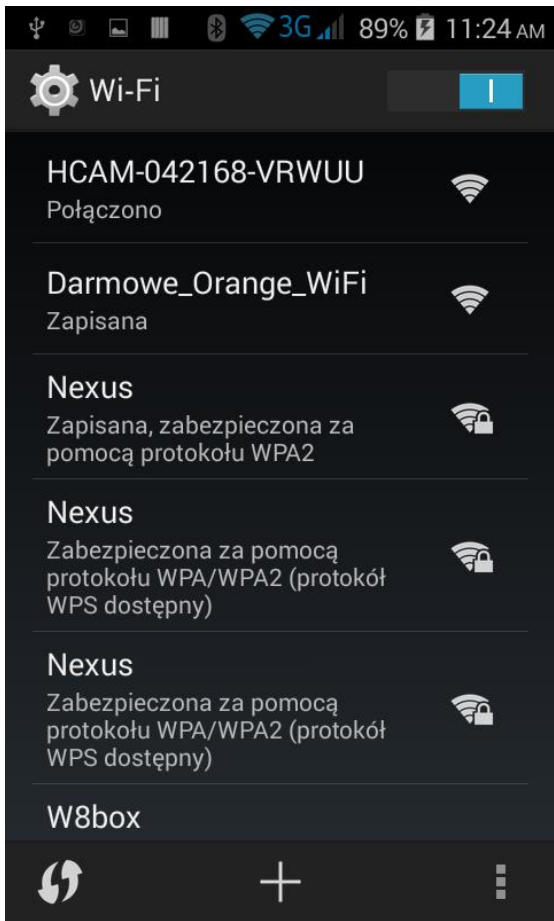 3G 89% 11:24 AM
Wi-Fi
HCAM-042168-VRWUU
Połączono
Darmowe_Orange_WiFi
Zapisana
Nexus
Zapisana, zabezpieczona za
pomocą protokołu WPA2
Nexus
Zabezpieczona za pomocą
protokołu WPA/WPA2 (protokół
WPS dostępny)
Nexus
Zabezpieczona za pomocą
protokołu WPA/WPA2 (protokół
WPS dostępny)
W8box